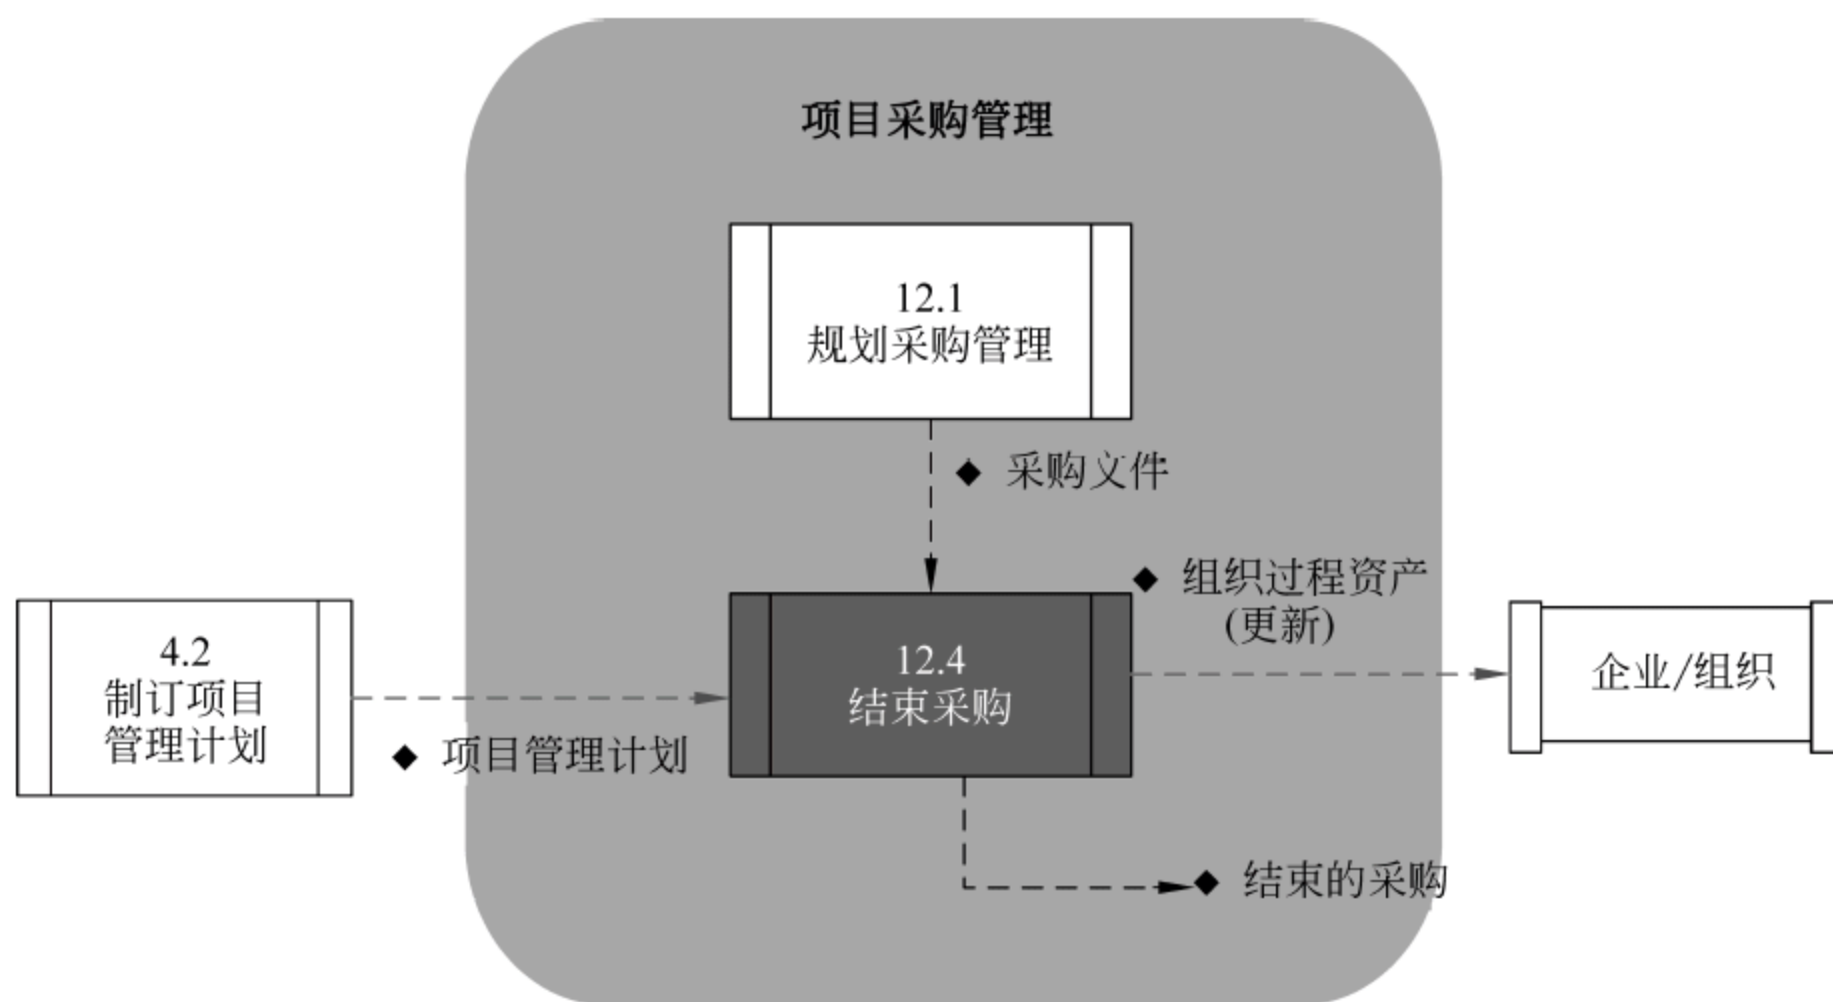 项目采购管理
12.1
规划采购管理
◆ 采购文件
◆ 组织过程资产
(更新)
4.2
制订项目
管理计划
◆ 项目管理计划
12.4
结束采购
企业/组织
◆ 结束的采购